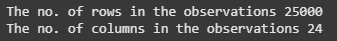 The no. of rows in the observations 25000
The no. of columns in the observations 24